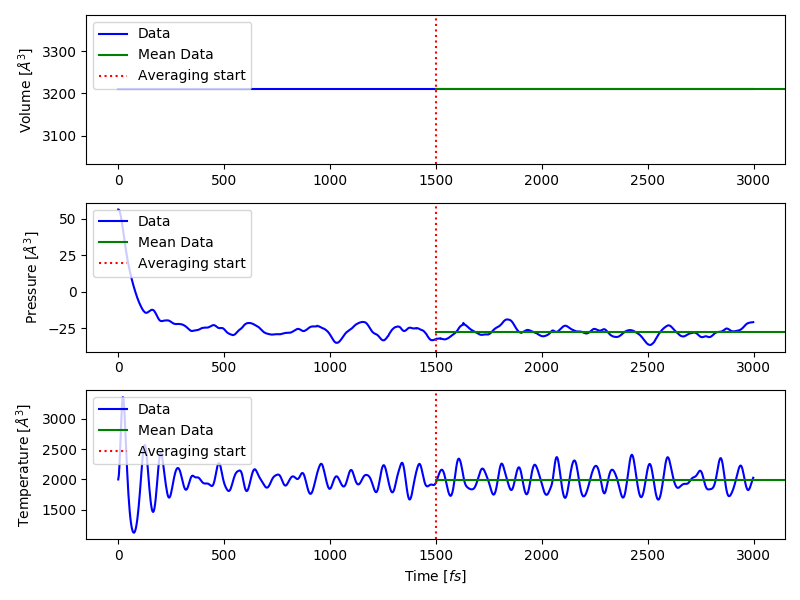 Volume [Å³]
3300
3200
3100
Data
Mean Data
Averaging start
0 500 1000 1500 2000 2500 3000
Pressure [Å³]
50
25
0
−25
Data
Mean Data
Averaging start
0 500 1000 1500 2000 2500 3000
Temperature [Å³]
3000
2500
2000
1500
Data
Mean Data
Averaging start
0 500 1000 1500 2000 2500 3000
Time [fs]